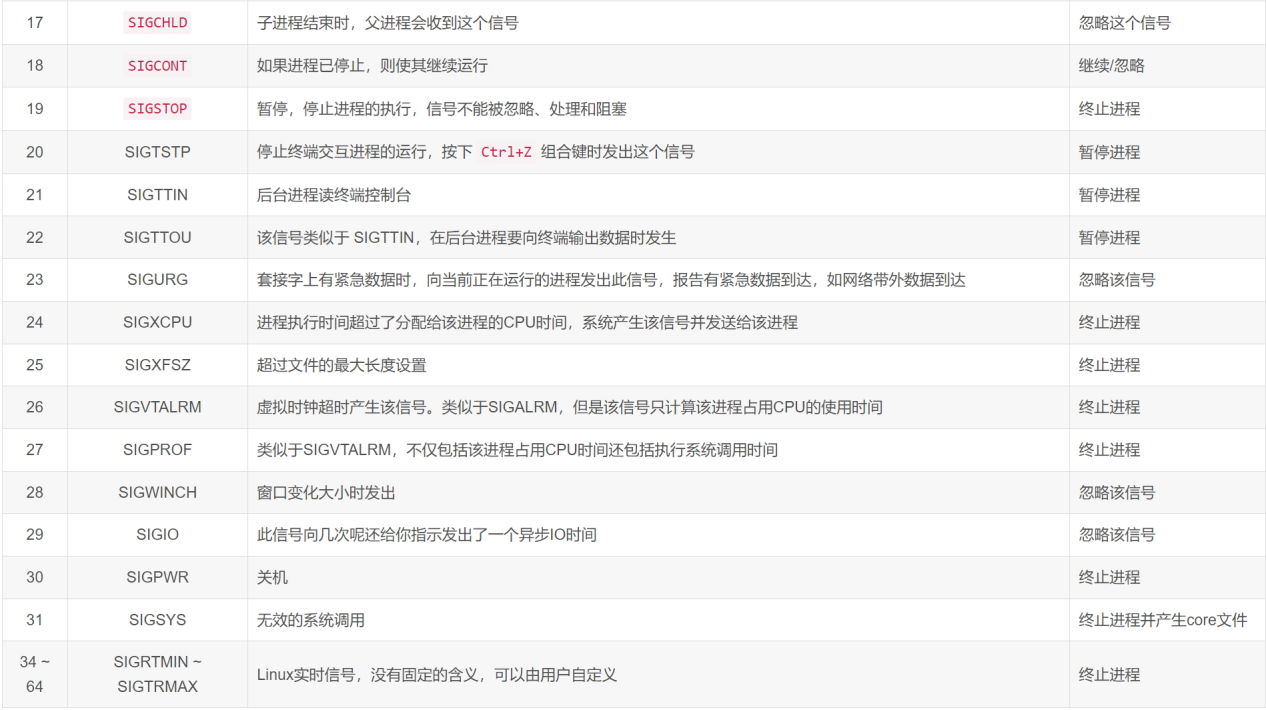 17 SIGCHLD 子进程结束时，父进程会收到这个信号 忽略这个信号
18 SIGCONT 如果进程已停止，则使其继续运行 继续/忽略
19 SIGSTOP 暂停，停止进程的执行，信号不能被忽略、处理和阻塞 终止进程
20 SIGTSTP 停止终端交互进程的运行，按下 Ctrl+Z 组合键时发出这个信号 暂停进程
21 SIGTTIN 后台进程读终端控制台 暂停进程
22 SIGTTOU 该信号类似于 SIGTTIN，在后台进程要向终端输出数据时发生 暂停进程
23 SIGURG 套接字上有紧急数据时，向当前正在运行的进程发出此信号，报告有紧急数据到达，如网络带外数据到达 忽略该信号
24 SIGXCPU 进程执行时间超过了分配给该进程的CPU时间，系统产生该信号并发送给该进程 终止进程
25 SIGXFSZ 超过文件的最大长度设置 终止进程
26 SIGVTALRM 虚拟时钟超时产生该信号。类似于SIGALRM，但是该信号只计算该进程占用CPU的使用时间 终止进程
27 SIGPROF 类似于SIGVTALRM，不仅包括该进程占用CPU时间还包括执行系统调用时间 终止进程
28 SIGWINCH 窗口变化大小时发出 忽略该信号
29 SIGIO 此信号向几次呢还给你指示发出了一个异步IO时间 忽略该信号
30 SIGPWR 关机 终止进程
31 SIGSYS 无效的系统调用 终止进程并产生core文件
34 ~ SIGRTMIN ~
64 SIGTRMAX Linux实时信号，没有固定的含义，可以由用户自定义 终止进程